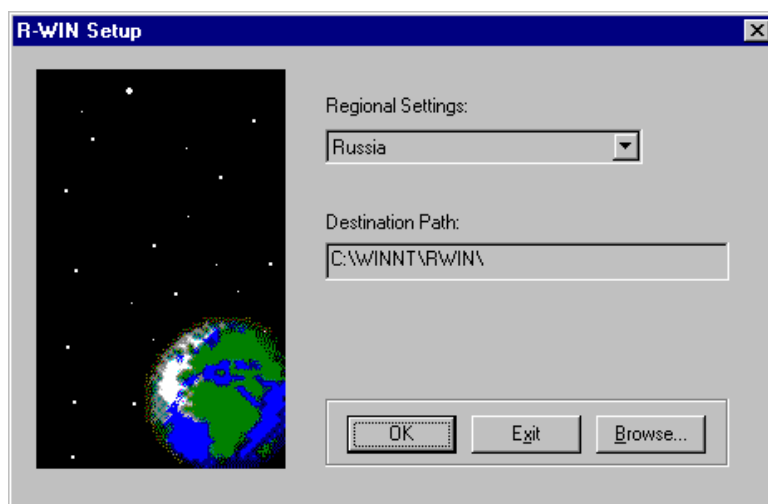 R-WIN Setup
Regional Settings:
Russia
Destination Path:
C:\WINNT\RWIN\
OK
Exit
Browse...